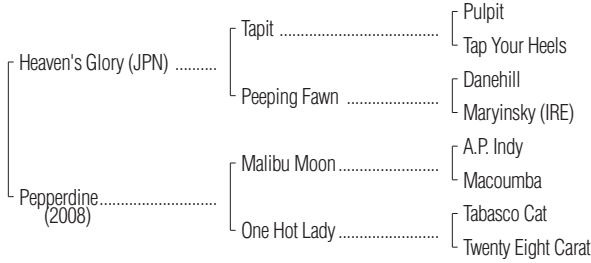 Pulpit
Tapit ..............................
Tap Your Heels
Heaven's Glory (JPN) ..........
Danehill
Peeping Fawn .......................
Maryinsky (IRE)
A.P. Indy
Malibu Moon.........................
Macoumba
Pepperdine.............................
(2008)
Tabasco Cat
One Hot Lady .........................
Twenty Eight Carat